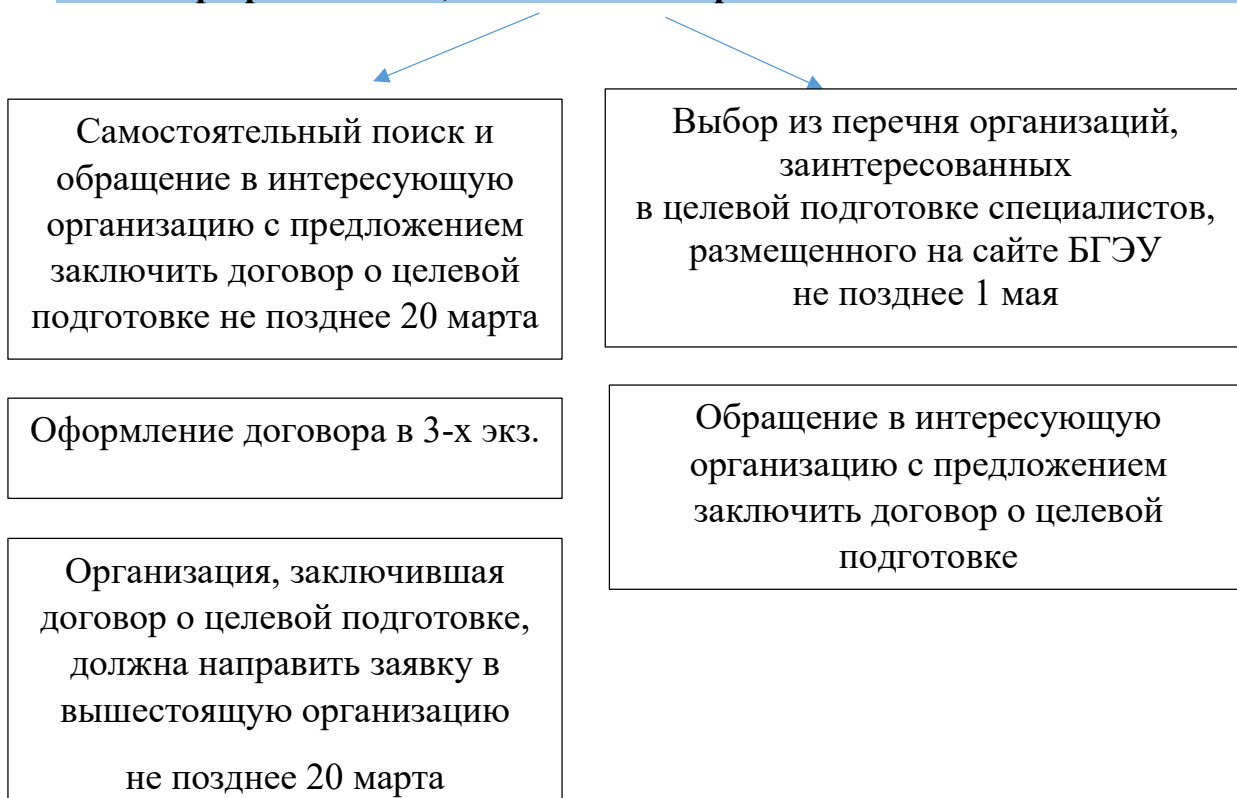 Самостоятельный поиск и
обращение в интересующую
организацию с предложением
заключить договор о целевой
подготовке не позднее 20 марта
Оформление договора в 3-х экз.
Организация, заключившая
договор о целевой подготовке,
должна направить заявку в
вышестоящую организацию
не позднее 20 марта
Выбор из перечня организаций,
заинтересованных
в целевой подготовке специалистов,
размещенного на сайте БГЭУ
не позднее 1 мая
Обращение в интересующую
организацию с предложением
заключить договор о целевой
подготовке